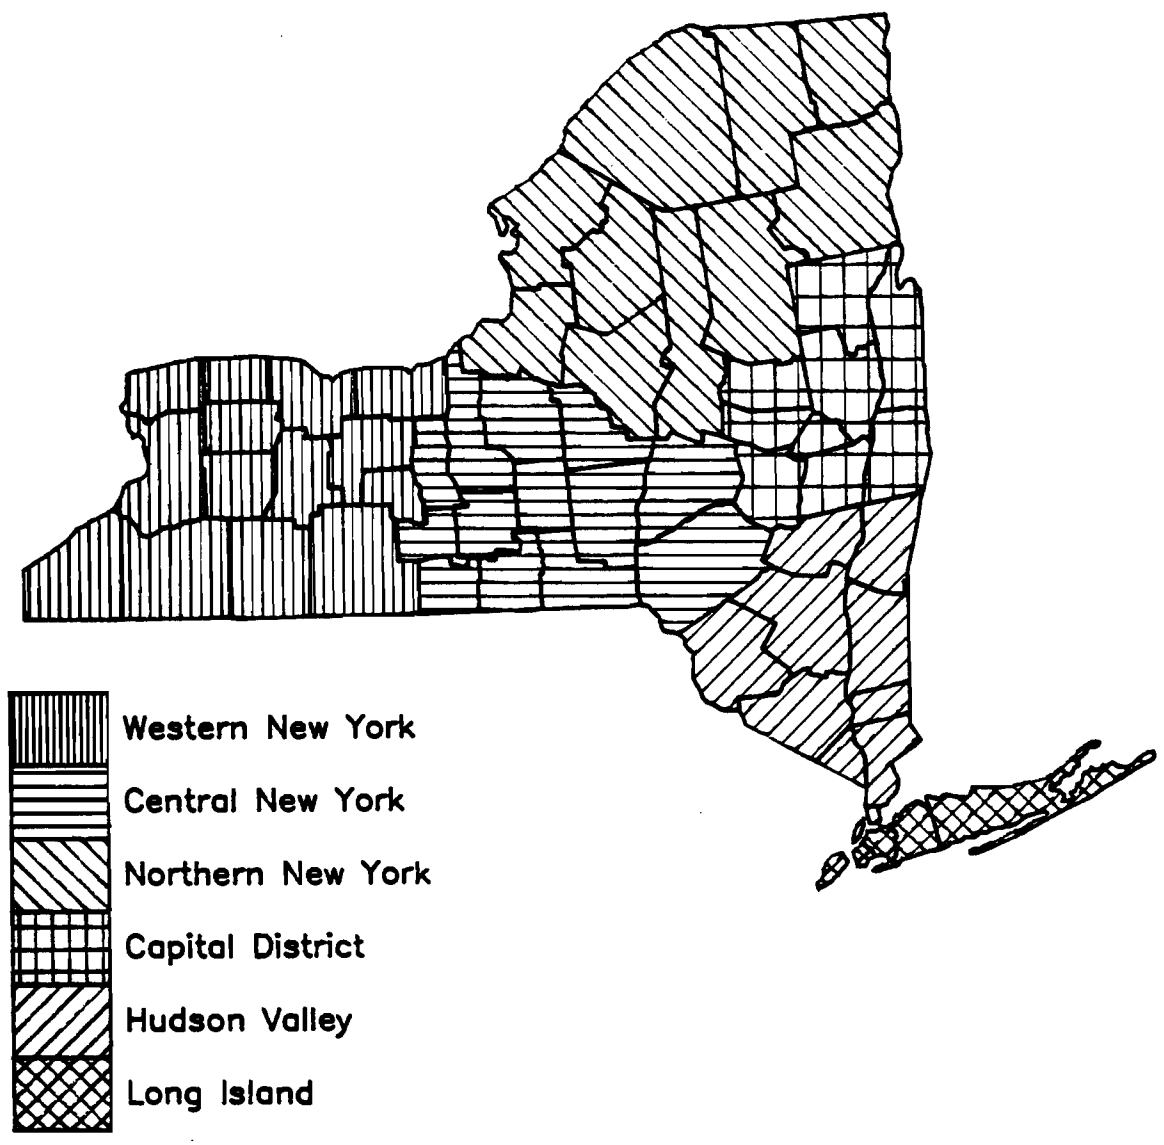 Western New York
Central New York
Northern New York
Capital District
Hudson Valley
Long Island